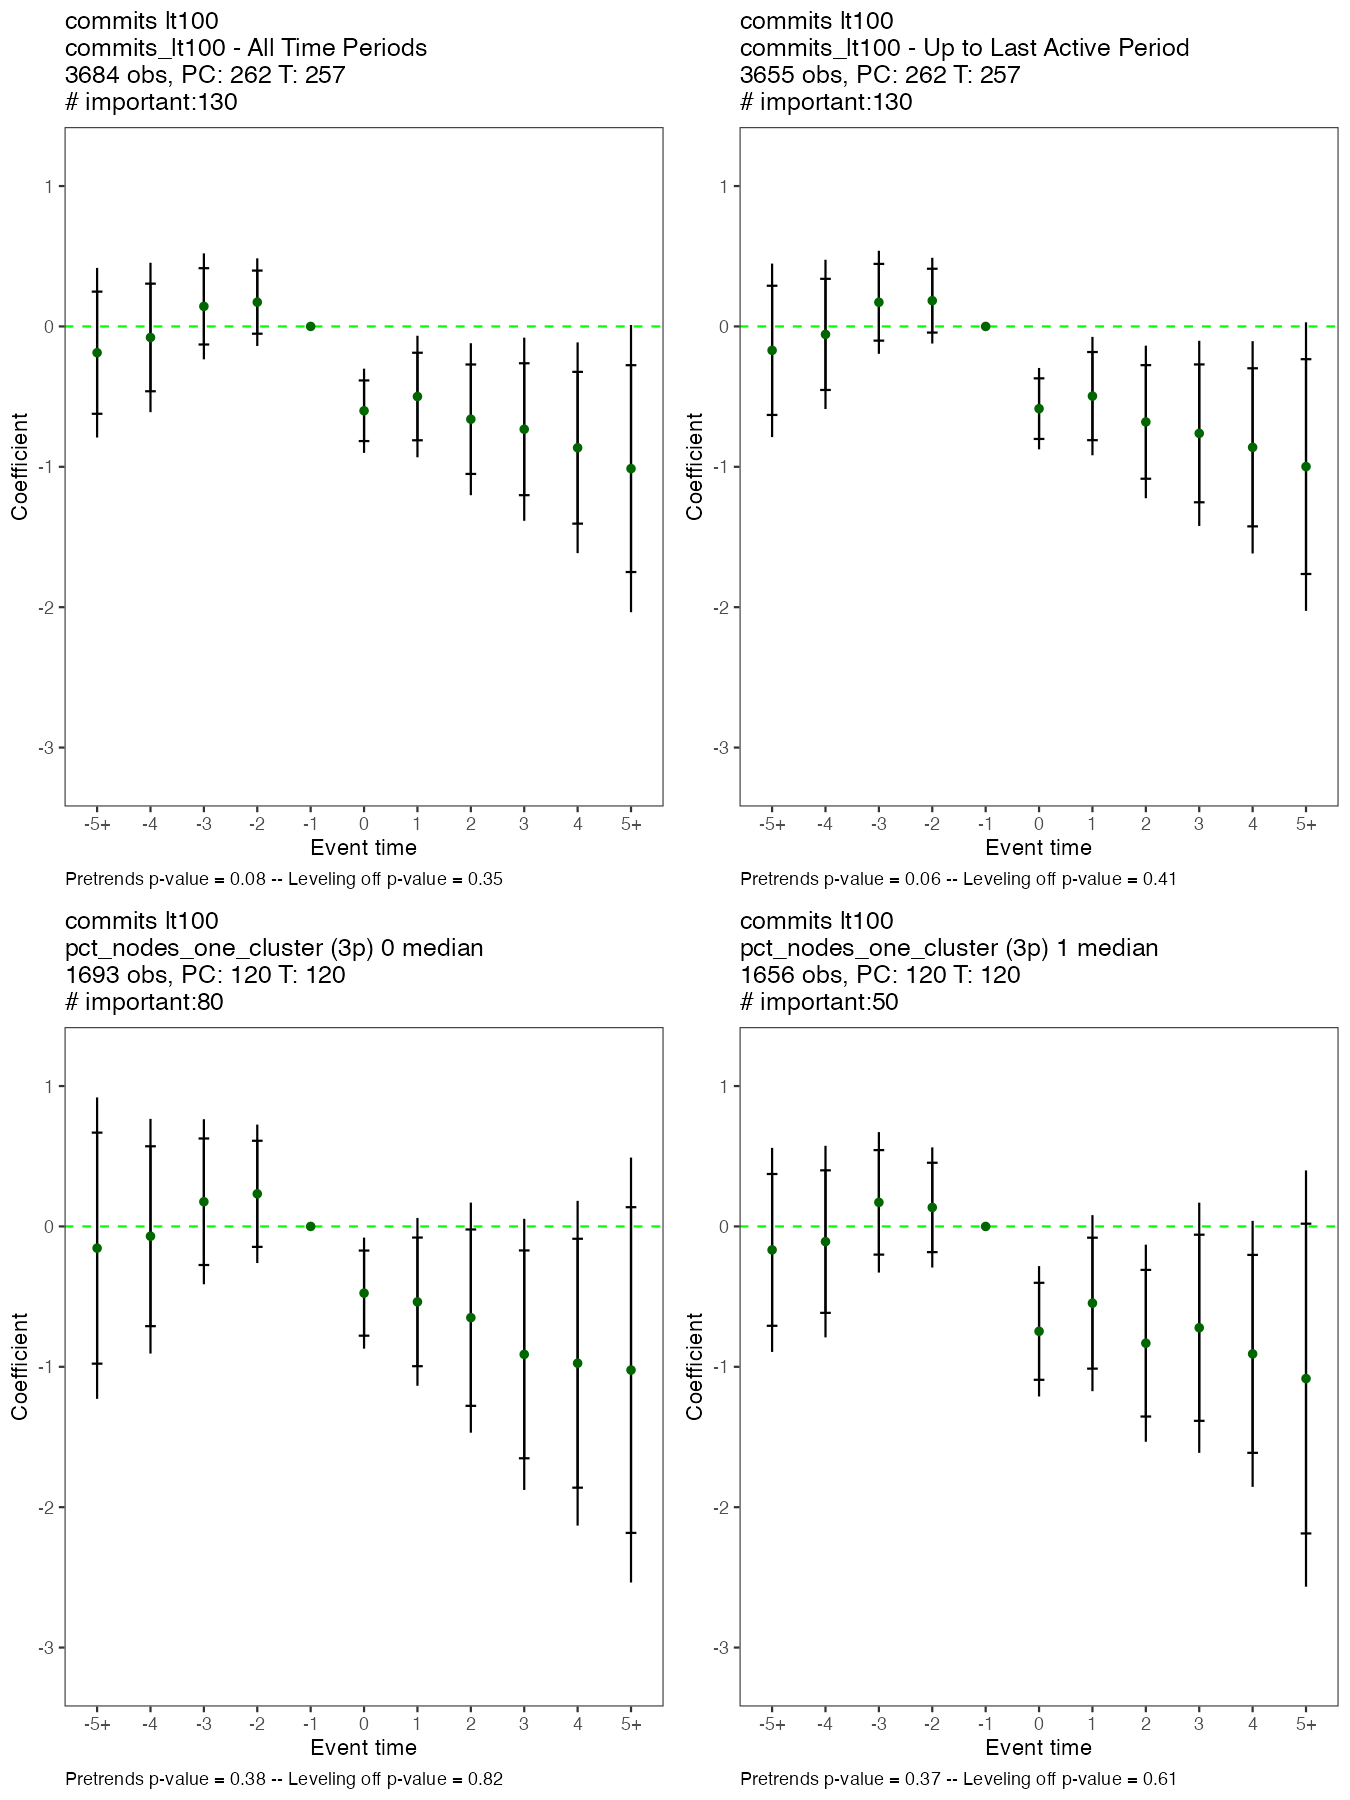 commits lt100
commits_lt100 - All Time Periods
3684 obs, PC: 262 T: 257
# important:130
1
0
-1
-2
-3
Coefficient
-5+ -4 -3 -2 -1 0 1 2 3 4 5+
Event time
Pretrends p-value = 0.08 -- Leveling off p-value = 0.35
commits lt100
commits_lt100 - Up to Last Active Period
3655 obs, PC: 262 T: 257
# important:130
1
0
-1
-2
-3
Coefficient
-5+ -4 -3 -2 -1 0 1 2 3 4 5+
Event time
Pretrends p-value = 0.06 -- Leveling off p-value = 0.41
commits lt100
pct_nodes_one_cluster (3p) 0 median
1693 obs, PC: 120 T: 120
# important:80
1
0
-1
-2
-3
Coefficient
-5+ -4 -3 -2 -1 0 1 2 3 4 5+
Event time
Pretrends p-value = 0.38 -- Leveling off p-value = 0.82
commits lt100
pct_nodes_one_cluster (3p) 1 median
1656 obs, PC: 120 T: 120
# important:50
1
0
-1
-2
-3
Coefficient
-5+ -4 -3 -2 -1 0 1 2 3 4 5+
Event time
Pretrends p-value = 0.37 -- Leveling off p-value = 0.61